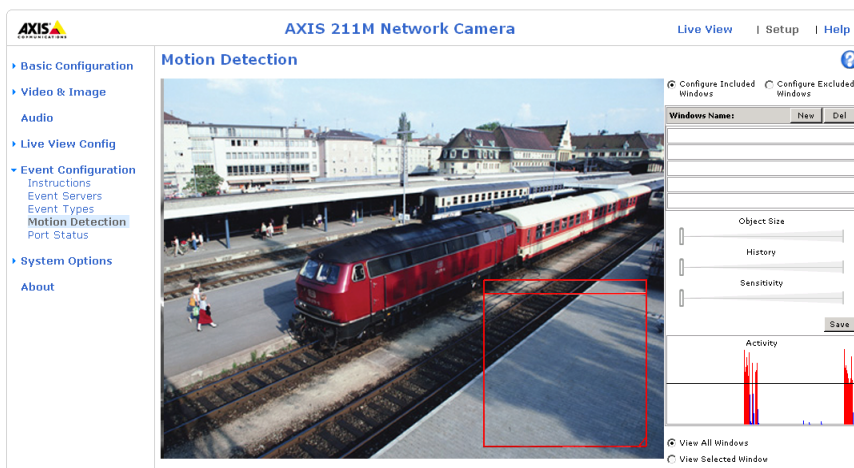 AXIS
COMMUNICATIONS
AXIS 211M Network Camera
Live View | Setup | Help
Basic Configuration
Video & Image
Audio
Live View Config
Event Configuration
Instructions
Event Servers
Event Types
Motion Detection
Port Status
System Options
About
Motion Detection
?
Configure Included Windows
Configure Excluded Windows
Windows Name:
New
Del
Object Size
History
Sensitivity
Save
Activity
View All Windows
View Selected Window